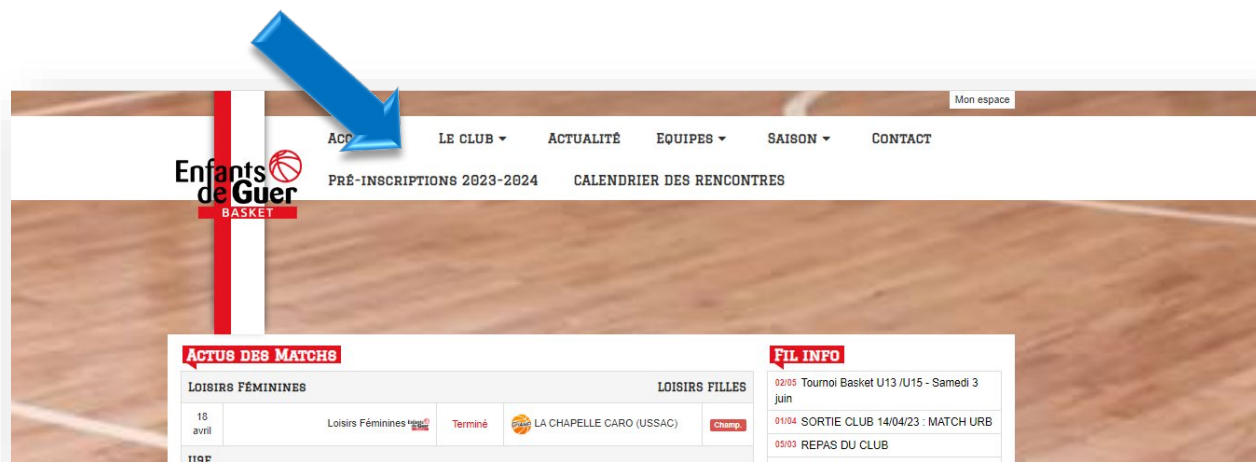 Mon espace
LE CLUB ACTUALITÉ EQUIPES SAISON CONTACT
PRÉ-INSCRIPTIONS 2023-2024 CALENDRIER DES RENCONTRES
Enfants
de Guer
BASKET
ACTUS DES MATCHS
LOISIRS FÉMININES LOISIRS FILLES
18 avril Loisirs Féminines Terminé LA CHAPELLE CARO (USSAC) Champ.
FIL INFO
02/05 Tournoi Basket U13 /U15 - Samedi 3
juin
01/04 SORTIE CLUB 14/04/23 : MATCH URB
05/03 REPAS DU CLUB